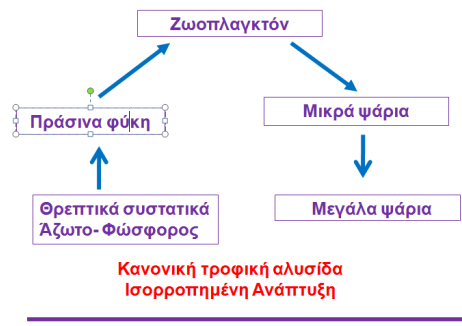 Ζωοπλαγκτόν
Πράσινα φύκη
Μικρά ψάρια
Θρεπτικά συστατικά
Άζωτο- Φώσφορος
Μεγάλα ψάρια
Κανονική τροφική αλυσίδα
Ισορροπημένη Ανάπτυξη